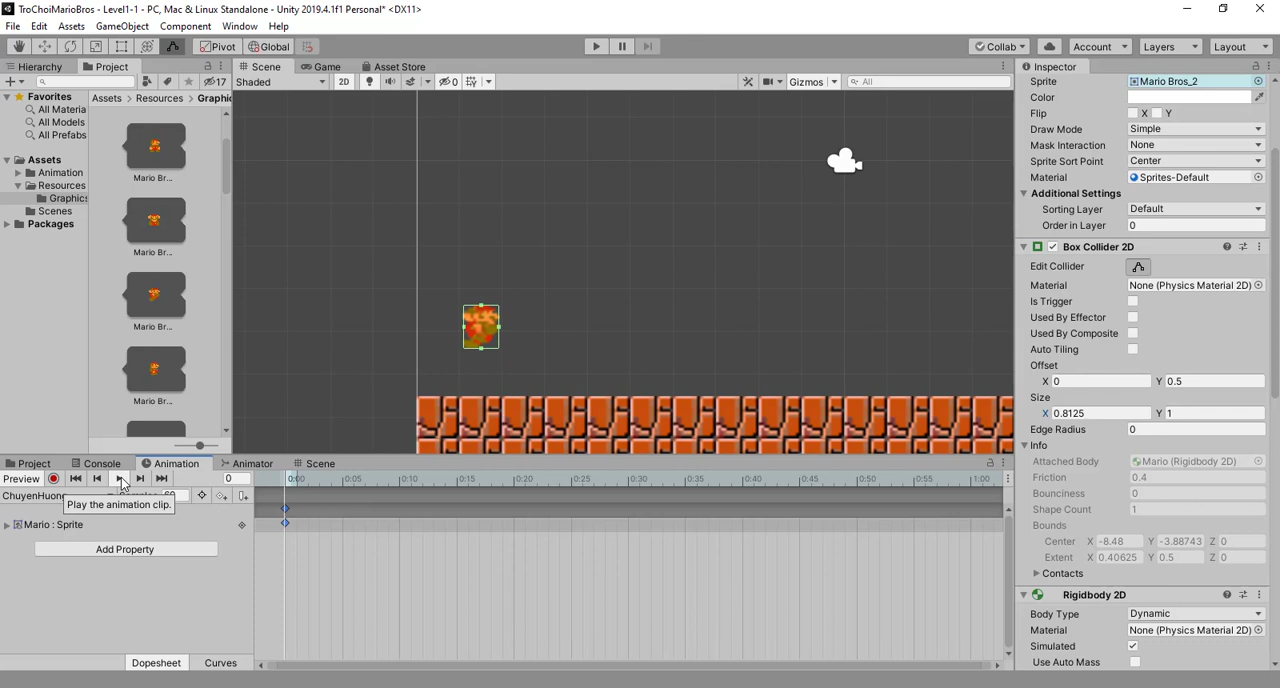 TroChoiMarioBros - Level1-1 - PC, Mac & Linux Standalone - Unity 2019.4.1f1 Personal* <DX11>
File Edit Assets GameObject Component Window Help
Pivot Global Collab Account Layers Layout
Hierarchy Project Scene Game Asset Store Inspector
17 Shaded 2D 0 Gizmos All
Sprite Mario Bros_2
Favorites Assets Resources Graphic
Color
All Materia
All Models
All Prefabs
Flip X Y
Draw Mode Simple
Mask Interaction None
Assets
Animation
Resources
Graphics
Scenes
Packages
Mario Br...
Mario Br...
Mario Br...
Mario Br...
Sprite Sort Point Center
Material Sprites-Default
Additional Settings
Sorting Layer Default
Order in Layer 0
Box Collider 2D
Edit Collider
Material None (Physics Material 2D)
Is Trigger
Used By Effector
Used By Composite
Auto Tiling
Offset
X 0 Y 0.5
Size
X 0.8125 Y 1
Edge Radius 0
Info
Attached Body Mario (Rigidbody 2D)
Friction 0.4
Bounciness 0
Shape Count 1
Bounds
Center X -8.48 Y -3.88743 Z 0
Extent X 0.40625 Y 0.5 Z 0
Contacts
Rigidbody 2D
Body Type Dynamic
Material None (Physics Material 2D)
Simulated
Use Auto Mass
Project Console Animation Animator Scene
Preview 0 0:00 0:05 0:10 0:15 0:20 0:25 0:30 0:35 0:40 0:45 0:50 0:55 1:00
ChuyenHuong
Play the animation clip.
Mario : Sprite
Add Property
Dopesheet Curves